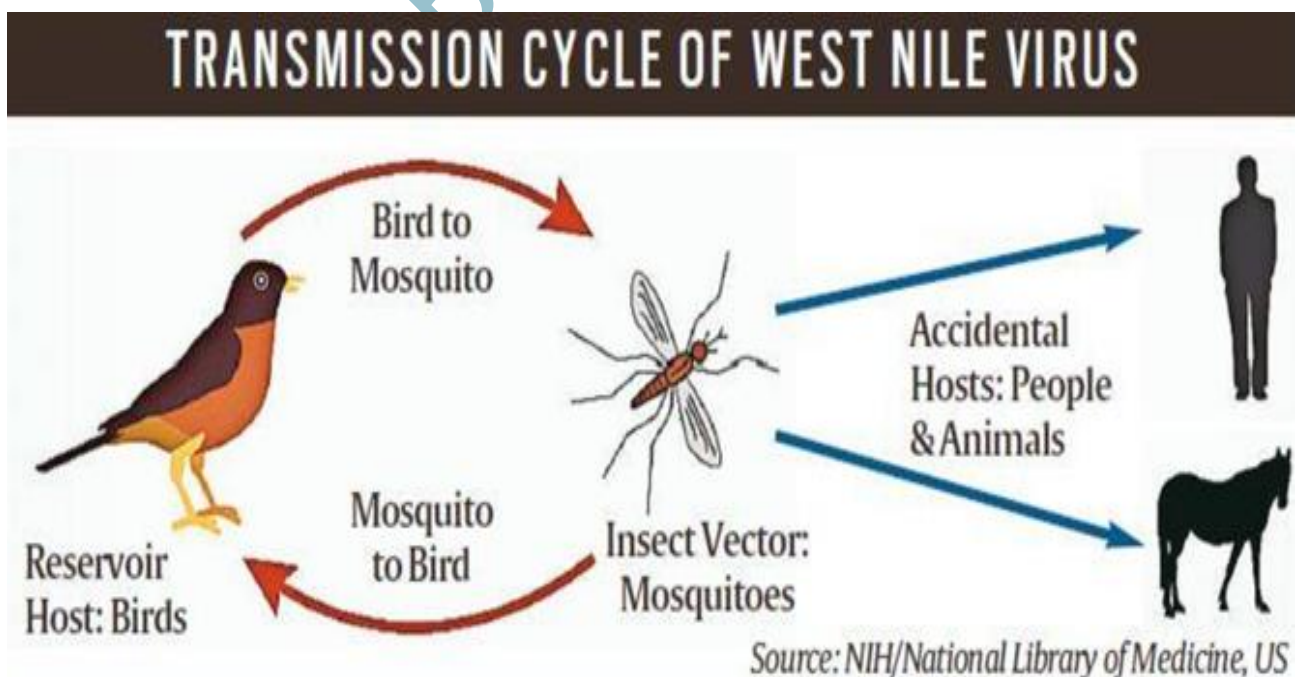 TRANSMISSION CYCLE OF WEST NILE VIRUS
Bird to
Mosquito
Accidental
Hosts: People
& Animals
Mosquito
to Bird
Reservoir
Host: Birds
Insect Vector:
Mosquitoes
Source: NIH/National Library of Medicine, US